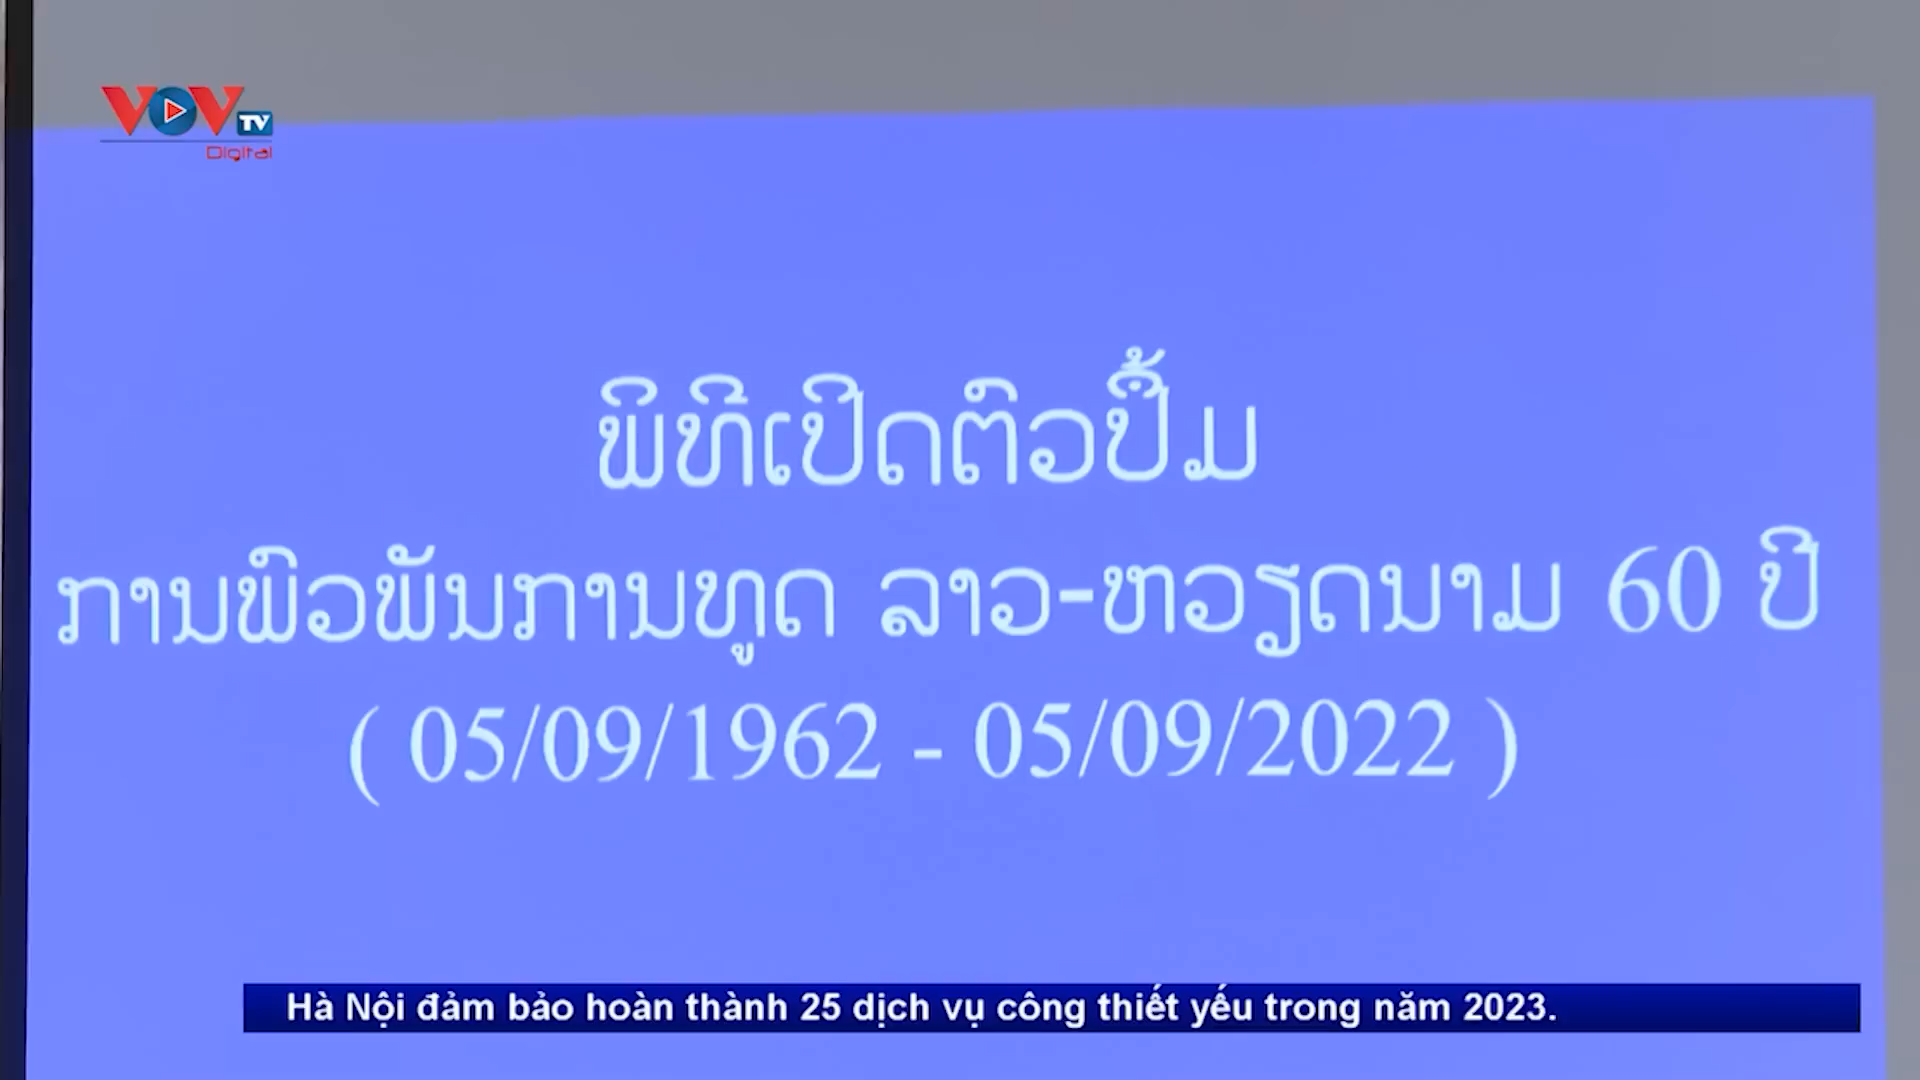 VOV TV
Digital
ພິທີເປີດຕົວປຶ້ມ
ການພົວພັນການທູດ ລາວ-ຫວຽດນາມ 60 ປີ
( 05/09/1962 - 05/09/2022 )
Hà Nội đảm bảo hoàn thành 25 dịch vụ công thiết yếu trong năm 2023.